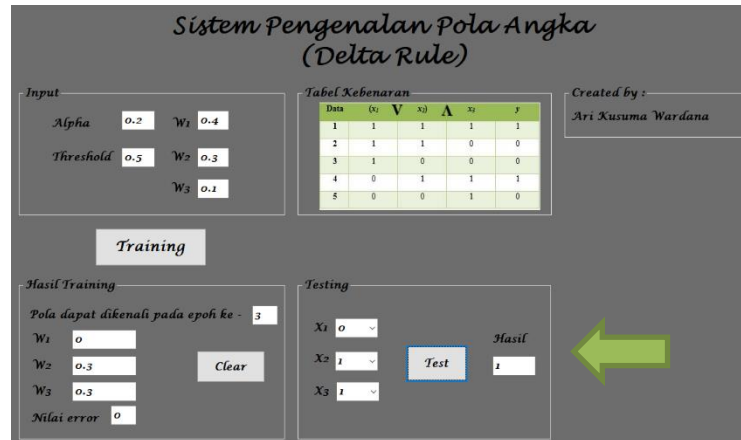 Sistem Pengenalan Pola Angka
(Delta Rule)
Input
Alpha 0.2 W1 0.4
Threshold 0.5 W2 0.3
W3 0.1
Tabel Kebenaran
Data (x1 V x2) Λ x3 y
1 1 1 1 1
2 1 1 0 0
3 1 0 0 0
4 0 1 1 1
5 0 0 1 0
Created by :
Ari Kusuma Wardana
Training
Hasil Training
Pola dapat dikenali pada epoh ke - 3
W1 0
W2 0.3
W3 0.3
Nilai error 0
Clear
Testing
X1 0
X2 1
X3 1
Test
Hasil
1